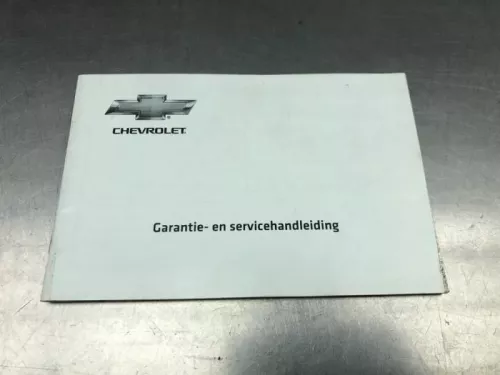 CHEVROLET
Garantie- en servicehandleiding